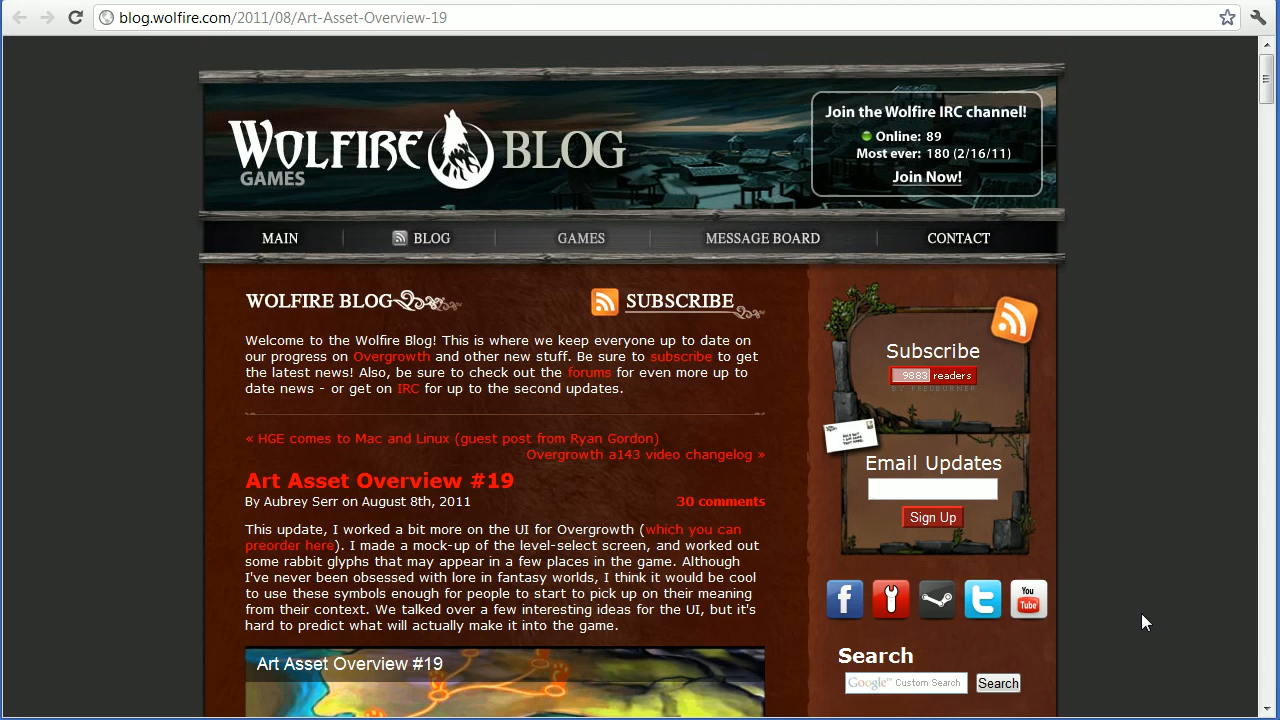 blog.wolfire.com/2011/08/Art-Asset-Overview-19
WOLFIRE BLOG
GAMES
Join the Wolfire IRC channel!
Online: 89
Most ever: 180 (2/16/11)
Join Now!
MAIN
BLOG
GAMES
MESSAGE BOARD
CONTACT
WOLFIRE BLOG
SUBSCRIBE
Welcome to the Wolfire Blog! This is where we keep everyone up to date on
our progress on Overgrowth and other new stuff. Be sure to subscribe to get
the latest news! Also, be sure to check out the forums for even more up to
date news - or get on IRC for up to the second updates.
« HGE comes to Mac and Linux (guest post from Ryan Gordon)
Overgrowth a143 video changelog »
Art Asset Overview #19
By Aubrey Serr on August 8th, 2011
30 comments
This update, I worked a bit more on the UI for Overgrowth (which you can
preorder here). I made a mock-up of the level-select screen, and worked out
some rabbit glyphs that may appear in a few places in the game. Although
I've never been obsessed with lore in fantasy worlds, I think it would be cool
to use these symbols enough for people to start to pick up on their meaning
from their context. We talked over a few interesting ideas for the UI, but it's
hard to predict what will actually make it into the game.
Art Asset Overview #19
Subscribe
9883 readers
BY FEEDBURNER
Email Updates
Sign Up
You
Tube
Search
Google™ Custom Search
Search